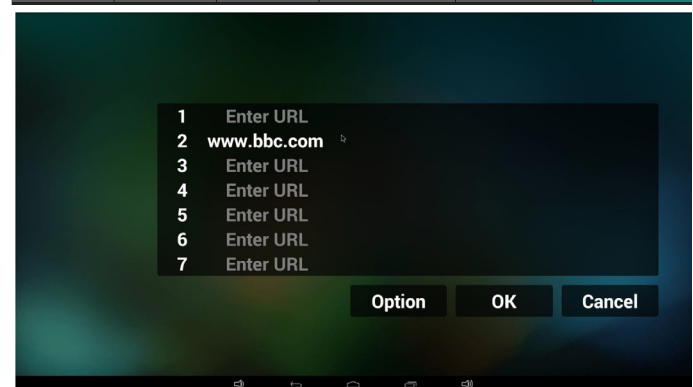 1 Enter URL
2 www.bbc.com
3 Enter URL
4 Enter URL
5 Enter URL
6 Enter URL
7 Enter URL
Option OK Cancel